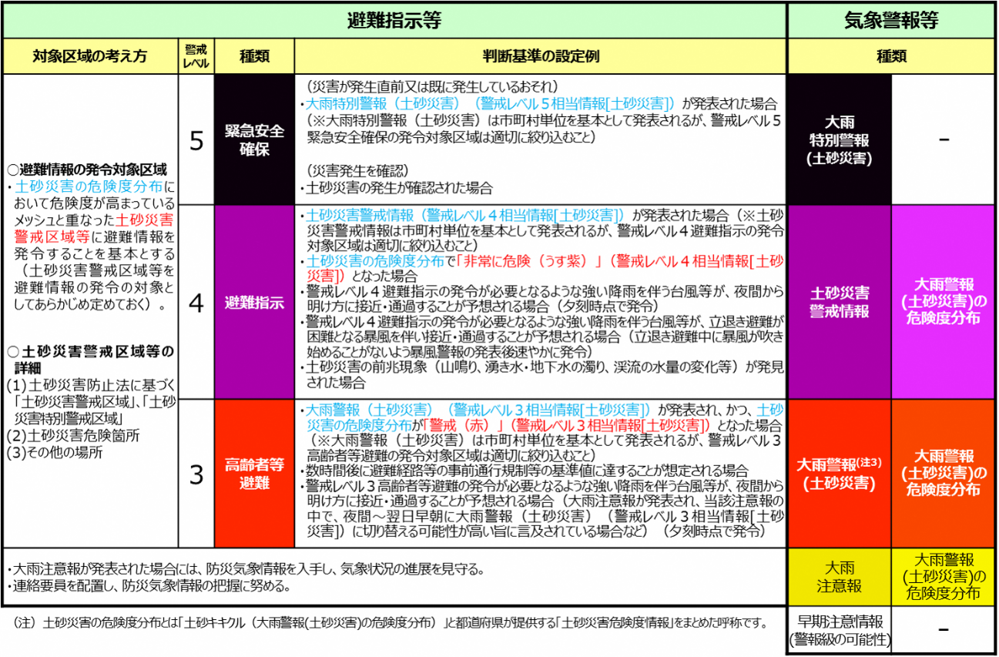 避難指示等
気象警報等
対象区域の考え方
警戒
レベル
種類
判断基準の設定例
種類
○避難情報の発令対象区域
・土砂災害の危険度分布に
おいて危険度が高まっている
メッシュと重なった土砂災害
警戒区域等に避難情報を
発令することを基本とする
（土砂災害警戒区域等を
避難情報の発令の対象と
してあらかじめ定めておく）。
○土砂災害警戒区域等の
詳細
(1)土砂災害防止法に基づく
「土砂災害警戒区域」、「土砂
災害特別警戒区域」
(2)土砂災害危険箇所
(3)その他の場所
5
緊急安全
確保
（災害が発生直前又は既に発生しているおそれ）
・大雨特別警報（土砂災害）（警戒レベル５相当情報[土砂災害]）が発表された場合
（※大雨特別警報（土砂災害）は市町村単位を基本として発表されるが、警戒レベル５
緊急安全確保の発令対象区域は適切に絞り込むこと）
（災害発生を確認）
・土砂災害の発生が確認された場合
大雨
特別警報
(土砂災害)
－
4
避難指示
・土砂災害警戒情報（警戒レベル４相当情報[土砂災害]）が発表された場合（※土砂
災害警戒情報は市町村単位を基本として発表されるが、警戒レベル４避難指示の発令
対象区域は適切に絞り込むこと）
・土砂災害の危険度分布で「非常に危険（うす紫）」（警戒レベル４相当情報[土砂
災害]）となった場合
・警戒レベル４避難指示の発令が必要となるような強い降雨を伴う台風等が、夜間から
明け方に接近・通過することが予想される場合（夕刻時点で発令）
・警戒レベル４避難指示の発令が必要となるような強い降雨を伴う台風等が、立退き避難が
困難となる暴風を伴い接近・通過することが予想される場合（立退き避難中に暴風が吹き
始めることがないよう暴風警報の発表後速やかに発令）
・土砂災害の前兆現象（山鳴り、湧き水・地下水の濁り、渓流の水量の変化等）が発見
された場合
土砂災害
警戒情報
大雨警報
(土砂災害)の
危険度分布
3
高齢者等
避難
・大雨警報（土砂災害）（警戒レベル３相当情報[土砂災害]）が発表され、かつ、土砂
災害の危険度分布が「警戒（赤）」（警戒レベル３相当情報[土砂災害]）となった場合
（※大雨警報（土砂災害）は市町村単位を基本として発表されるが、警戒レベル３
高齢者等避難の発令対象区域は適切に絞り込むこと）
・数時間後に避難経路等の事前通行規制等の基準値に達することが想定される場合
・警戒レベル３高齢者等避難の発令が必要となるような強い降雨を伴う台風等が、夜間から
明け方に接近・通過することが予想される場合（大雨注意報が発表され、当該注意報の
中で、夜間～翌日早朝に大雨警報（土砂災害）（警戒レベル３相当情報[土砂
災害]）に切り替える可能性が高い旨に言及されている場合など）（夕刻時点で発令）
大雨警報(注3)
(土砂災害)
大雨警報
(土砂災害)の
危険度分布
・大雨注意報が発表された場合には、防災気象情報を入手し、気象状況の進展を見守る。
・連絡要員を配置し、防災気象情報の把握に努める。
大雨
注意報
大雨警報
(土砂災害)の
危険度分布
（注）土砂災害の危険度分布とは「土砂キキクル（大雨警報(土砂災害)の危険度分布）」と都道府県が提供する「土砂災害危険度情報」をまとめた呼称です。
早期注意情報
(警報級の可能性)
－